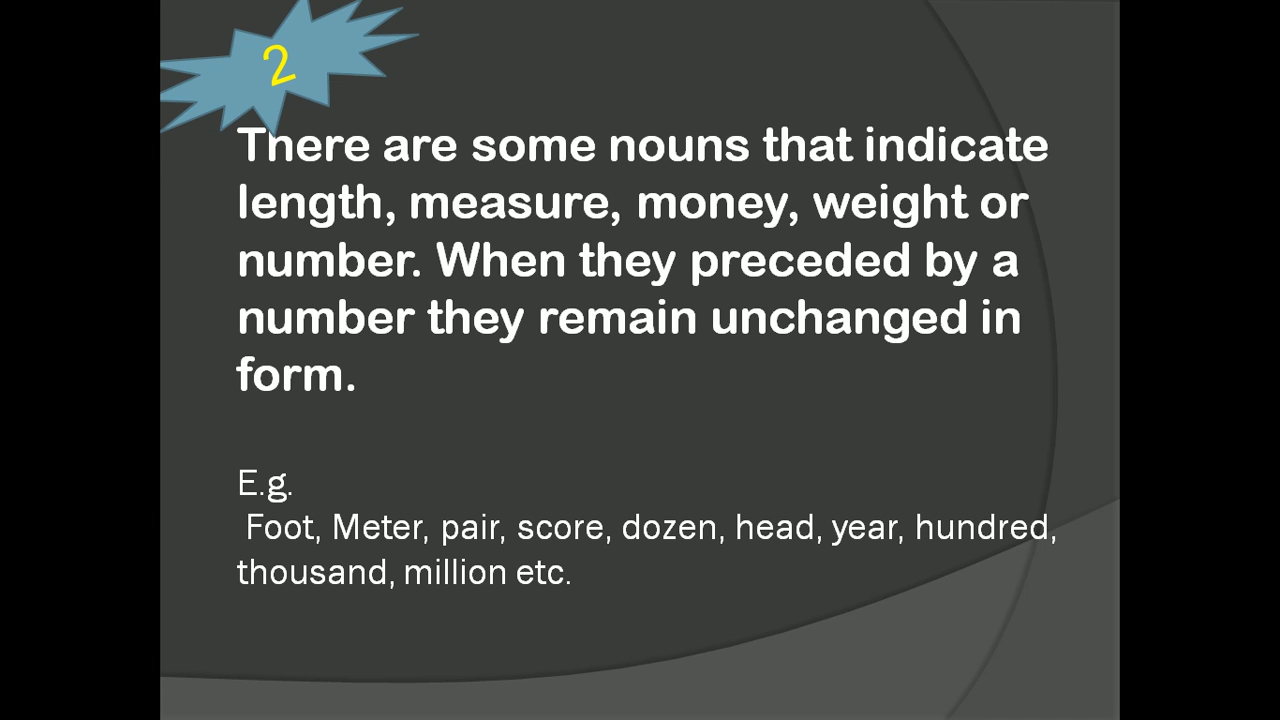 2
There are some nouns that indicate
length, measure, money, weight or
number. When they preceded by a
number they remain unchanged in
form.
E.g.
Foot, Meter, pair, score, dozen, head, year, hundred,
thousand, million etc.